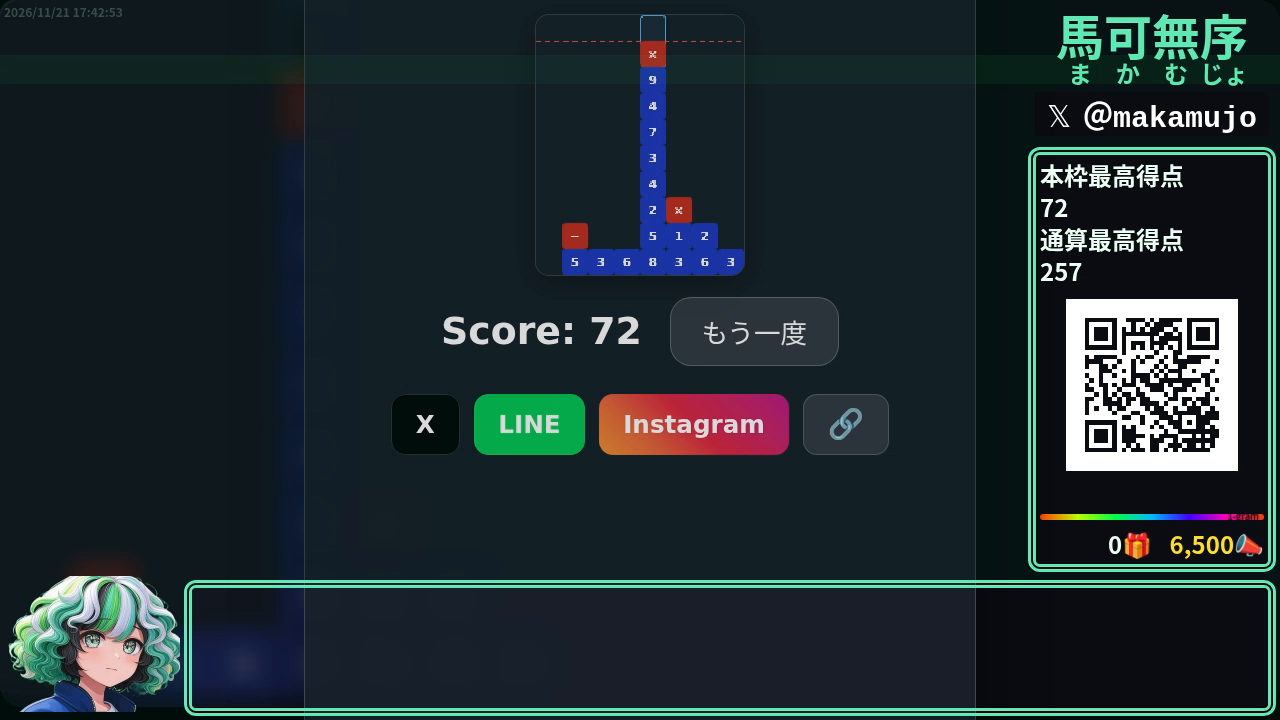 2026/11/21 17:42:53
×
9
4
7
3
4
2 ×
− 5 1 2
5 3 6 8 3 6 3
Score: 72 もう一度
X LINE Instagram
馬可無序
まかむじょ
𝕏 @makamujo
本枠最高得点
72
通算最高得点
257
0🎁 6,500📣